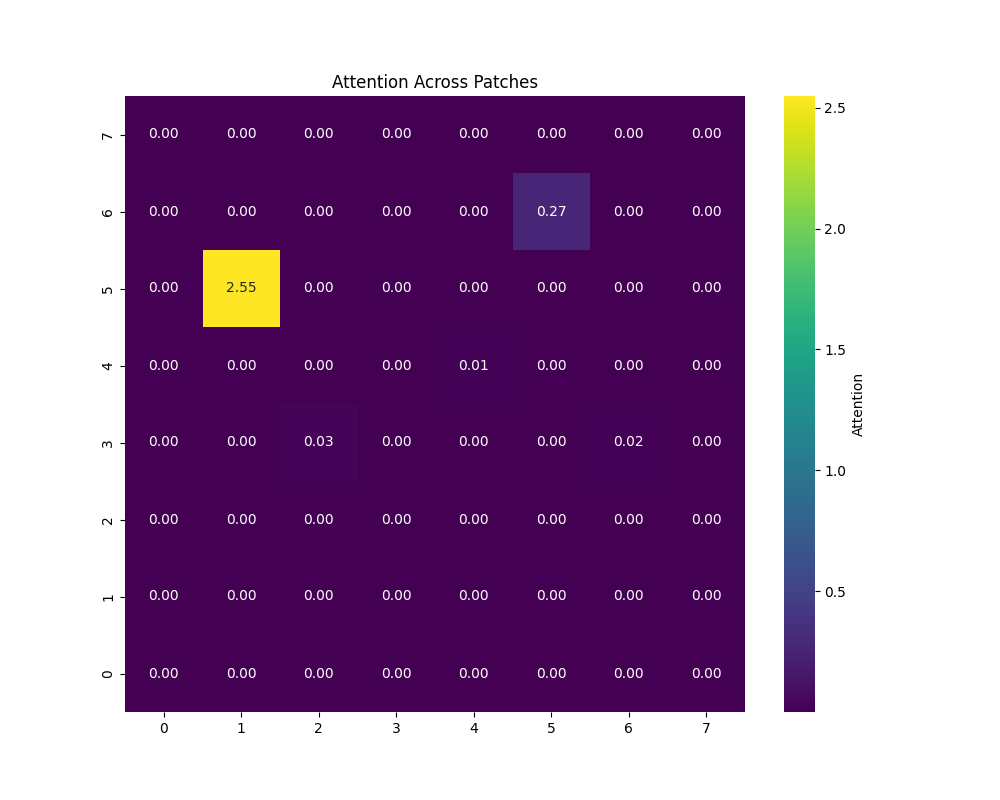 Attention Across Patches
7 0.00 0.00 0.00 0.00 0.00 0.00 0.00 0.00
6 0.00 0.00 0.00 0.00 0.00 0.27 0.00 0.00
5 0.00 2.55 0.00 0.00 0.00 0.00 0.00 0.00
4 0.00 0.00 0.00 0.00 0.01 0.00 0.00 0.00
3 0.00 0.00 0.03 0.00 0.00 0.00 0.02 0.00
2 0.00 0.00 0.00 0.00 0.00 0.00 0.00 0.00
1 0.00 0.00 0.00 0.00 0.00 0.00 0.00 0.00
0 0.00 0.00 0.00 0.00 0.00 0.00 0.00 0.00
0 1 2 3 4 5 6 7
2.5
2.0
1.5
1.0
0.5
Attention